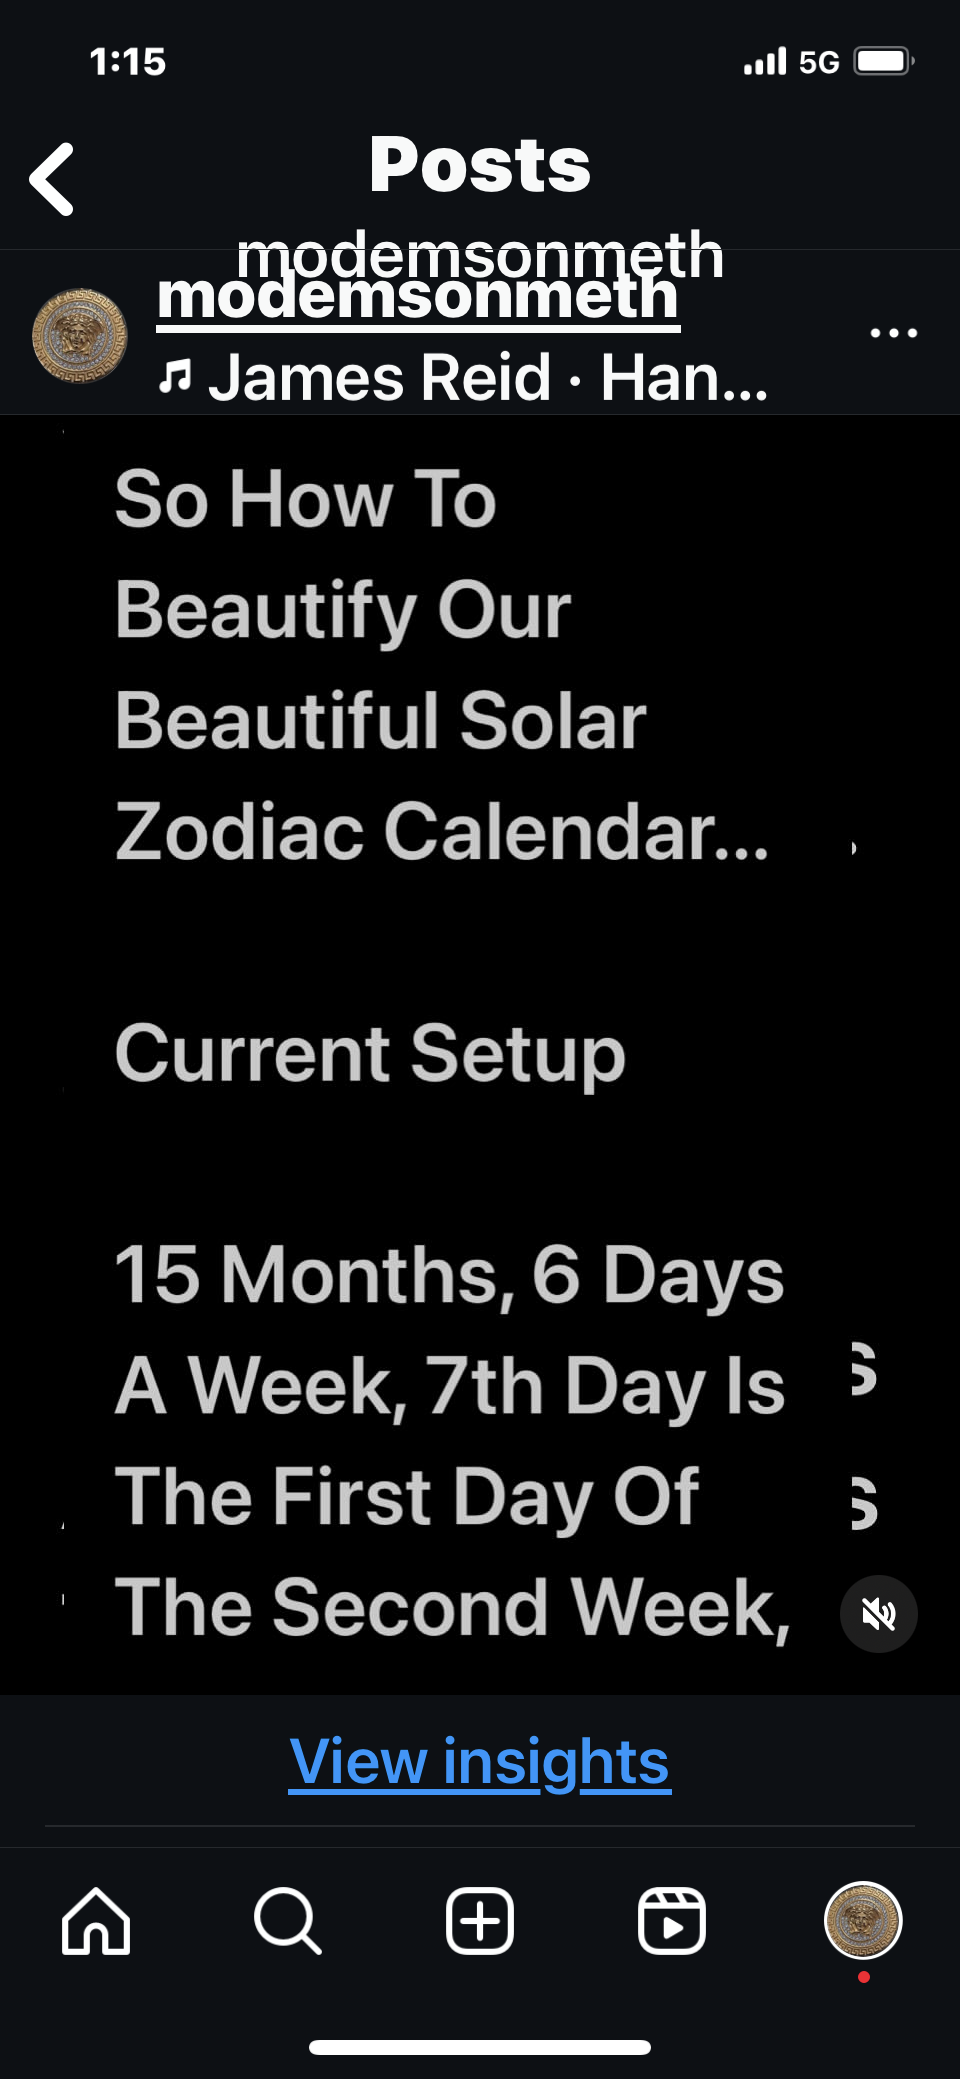 1:15
5G
Posts
modemsonmeth
modemsonmeth
James Reid · Han...
So How To
Beautify Our
Beautiful Solar
Zodiac Calendar...
Current Setup
15 Months, 6 Days
A Week, 7th Day Is
The First Day Of
The Second Week,
View insights